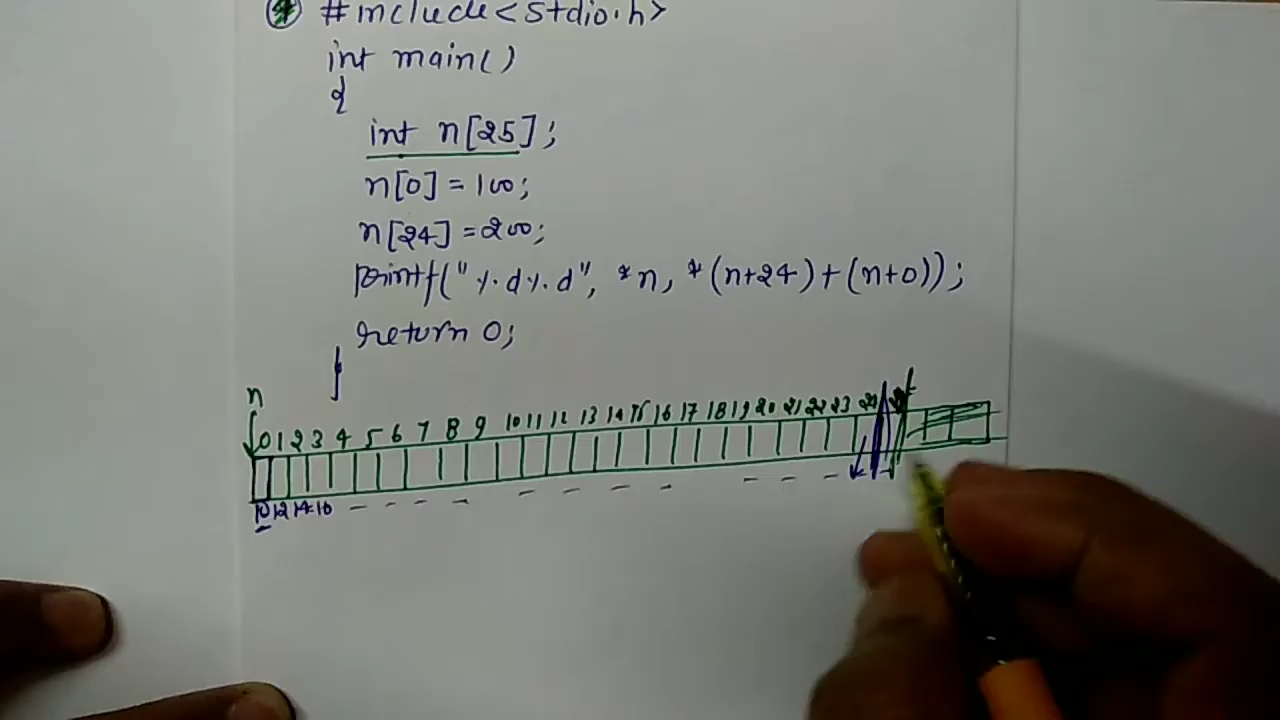 #include<stdio.h>
int main()
{
int n[25];
n[0] = 100;
n[24] = 200;
printf("%d%d", *n, *(n+24)+(n+0));
return 0;
}
n
0 1 2 3 4 5 6 7 8 9 10 11 12 13 14 15 16 17 18 19 20 21 22 23 24
10 12 14 16